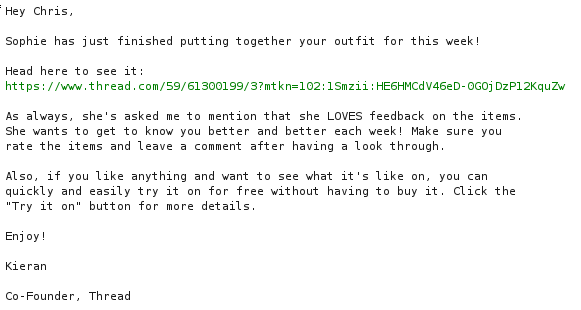 Hey Chris,
Sophie has just finished putting together your outfit for this week!
Head here to see it:
https://www.thread.com/59/61300199/3?mtkn=102:1Smzii:HE6HMCdV46eD-0GOjDzP12KquZw
As always, she's asked me to mention that she LOVES feedback on the items.
She wants to get to know you better and better each week! Make sure you
rate the items and leave a comment after having a look through.
Also, if you like anything and want to see what it's like on, you can
quickly and easily try it on for free without having to buy it. Click the
"Try it on" button for more details.
Enjoy!
Kieran
Co-Founder, Thread